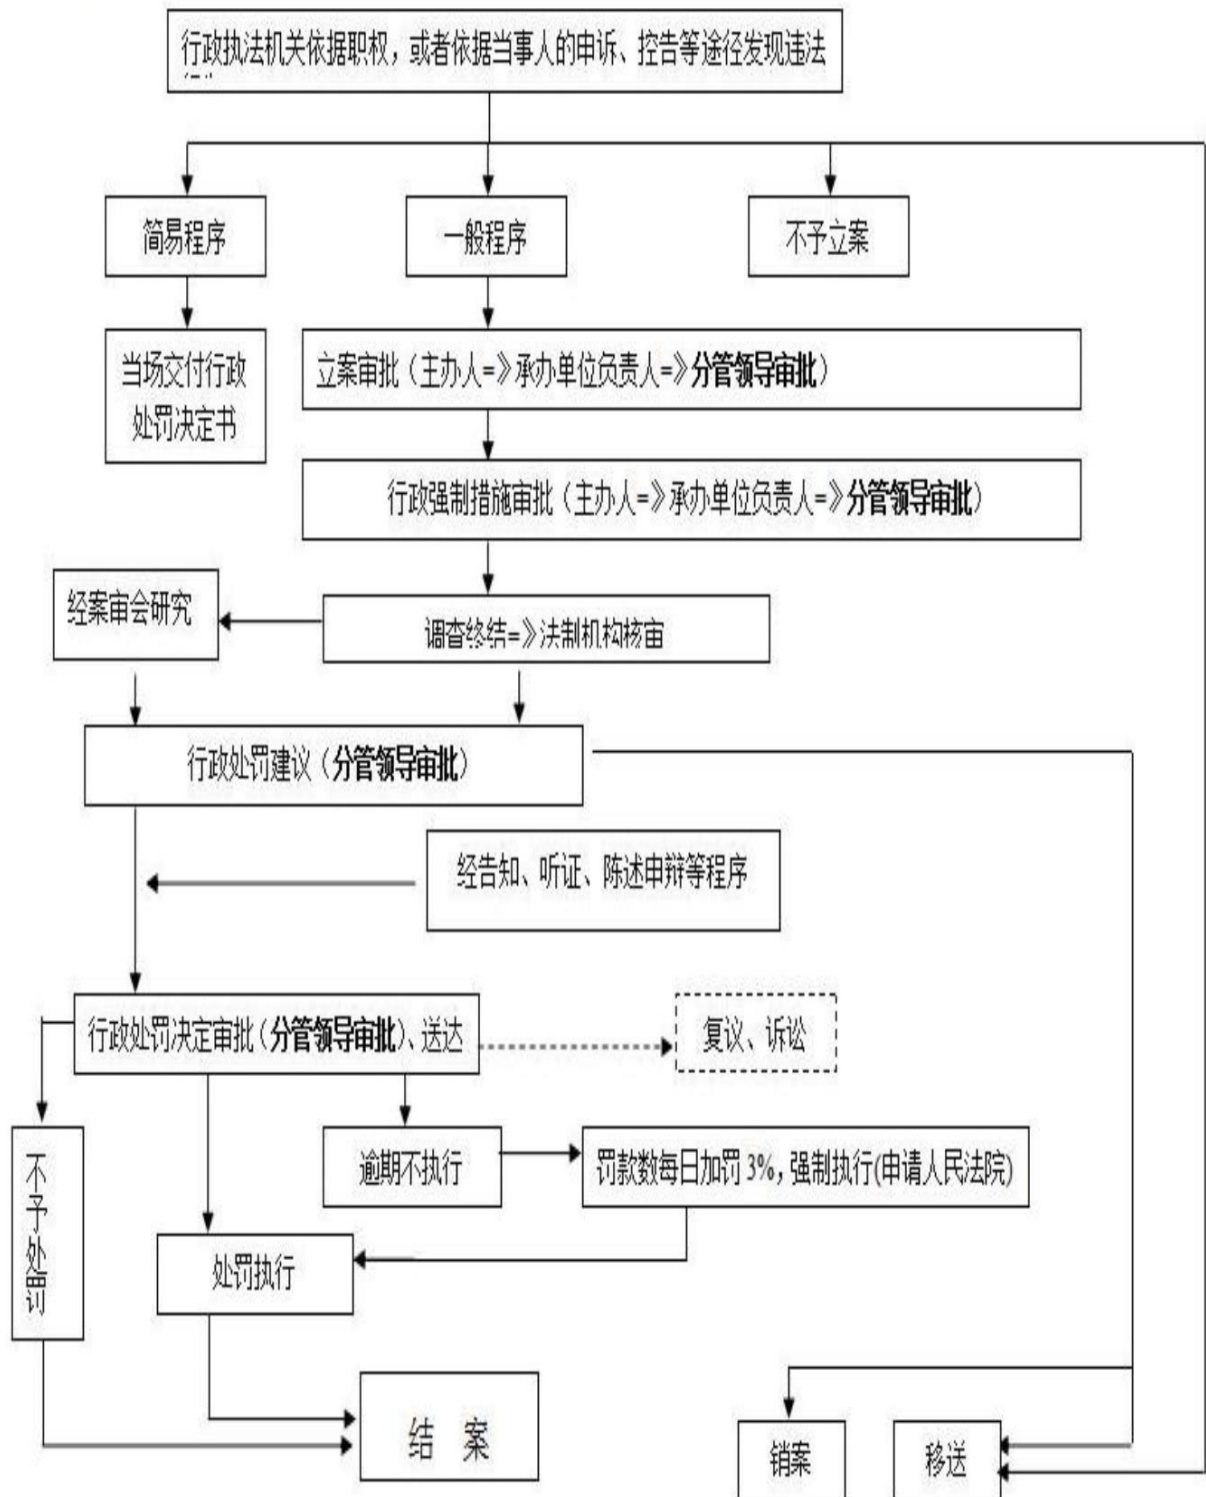 行政执法机关依据职权，或者依据当事人的申诉、控告等途径发现违法
简易程序
一般程序
不予立案
当场交付行政
处罚决定书
立案审批（主办人=》承办单位负责人=》分管领导审批）
行政强制措施审批（主办人=》承办单位负责人=》分管领导审批）
经案审会研究
调查终结=》法制机构核审
行政处罚建议（分管领导审批）
经告知、听证、陈述申辩等程序
行政处罚决定审批（分管领导审批）、送达
复议、诉讼
不予处罚
逾期不执行
罚款数每日加罚 3%，强制执行(申请人民法院)
处罚执行
结 案
销案
移送